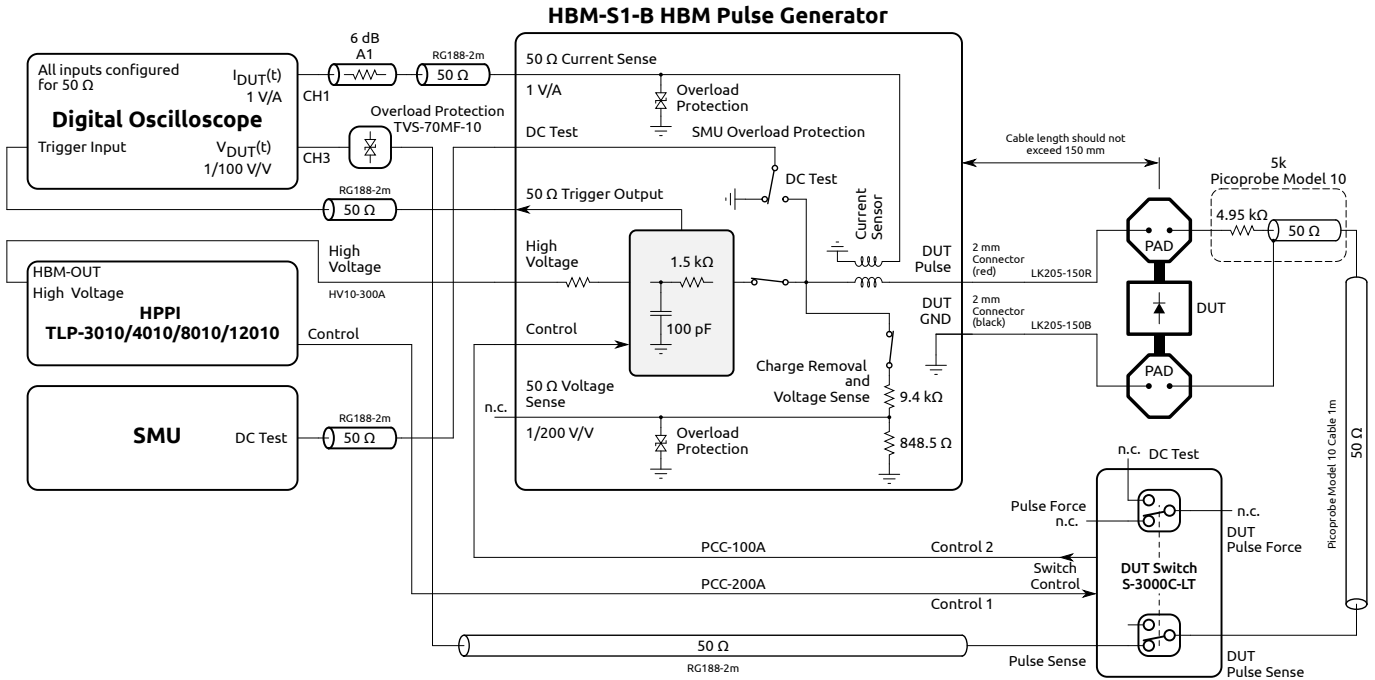 HBM-S1-B HBM Pulse Generator
All inputs configured
for 50 Ω
I_DUT(t)
1 V/A
Digital Oscilloscope
Trigger Input
V_DUT(t)
1/100 V/V
CH1
CH3
6 dB
A1
RG188-2m
50 Ω
Overload Protection
TVS-70MF-10
RG188-2m
50 Ω
HBM-OUT
High Voltage
HPPI
TLP-3010/4010/8010/12010
High
Voltage
HV10-300A
Control
SMU
DC Test
RG188-2m
50 Ω
50 Ω Current Sense
1 V/A
Overload
Protection
DC Test
SMU Overload Protection
DC Test
50 Ω Trigger Output
Current
Sensor
High
Voltage
1.5 kΩ
100 pF
Control
DUT
Pulse
DUT
GND
Charge Removal
and
Voltage Sense
9.4 kΩ
848.5 Ω
50 Ω Voltage
Sense
n.c.
1/200 V/V
Overload
Protection
Cable length should not
exceed 150 mm
2 mm
Connector
(red)
LK205-150R
2 mm
Connector
(black)
LK205-150B
PAD
DUT
PAD
5k
Picoprobe Model 10
4.95 kΩ
50 Ω
Picoprobe Model 10 Cable 1m
50 Ω
n.c.
DC Test
Pulse Force
n.c.
n.c.
DUT
Pulse Force
DUT Switch
S-3000C-LT
PCC-100A
Control 2
Switch
Control
PCC-200A
Control 1
50 Ω
RG188-2m
Pulse Sense
DUT
Pulse Sense